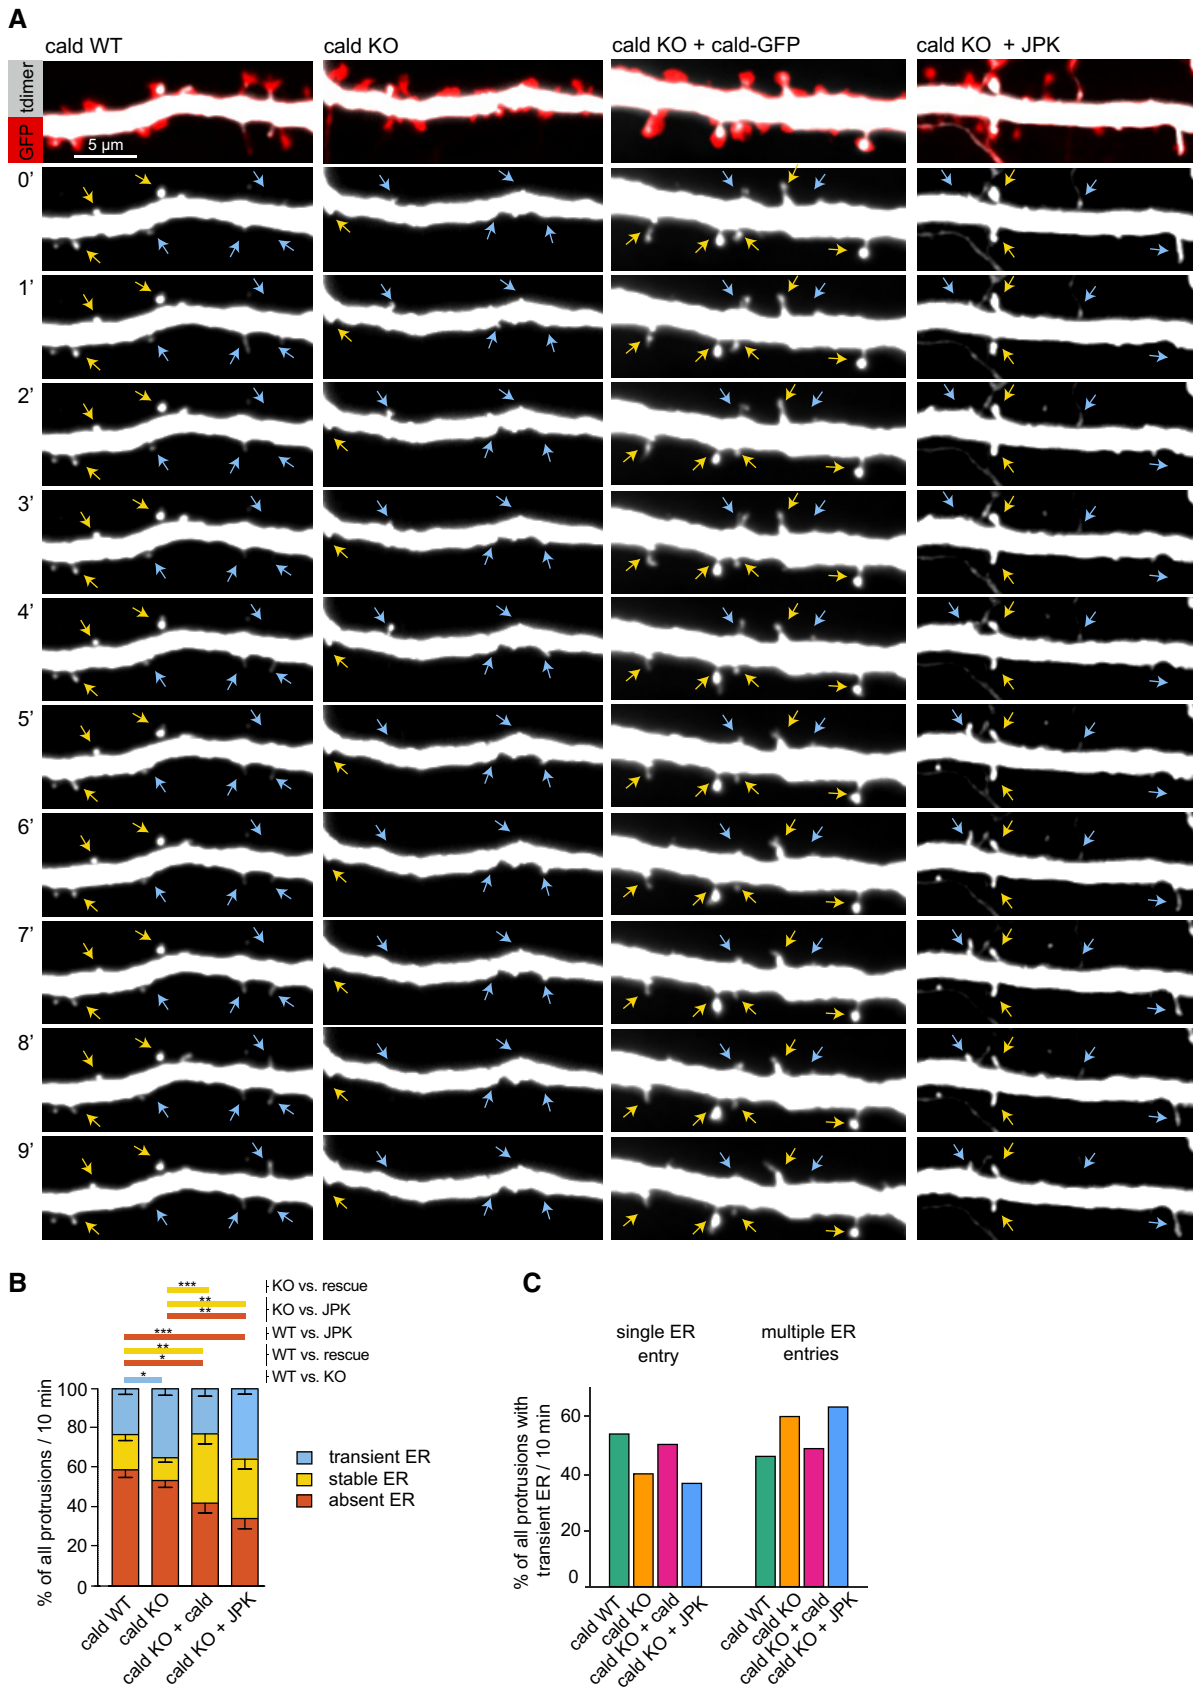 A
cald WT
cald KO
cald KO + cald-GFP
cald KO + JPK
tdimer
GFP
5 µm
0'
1'
2'
3'
4'
5'
6'
7'
8'
9'
B
***
KO vs. rescue
**
**
KO vs. JPK
***
WT vs. JPK
**
*
WT vs. rescue
*
WT vs. KO
% of all protrusions / 10 min
100
80
60
40
20
0
transient ER
stable ER
absent ER
cald WT
cald KO
cald KO + cald
cald KO + JPK
C
single ER
entry
multiple ER
entries
% of all protrusions with
transient ER / 10 min
60
40
20
0
cald WT
cald KO
cald KO + cald
cald KO + JPK
cald WT
cald KO
cald KO + cald
cald KO + JPK